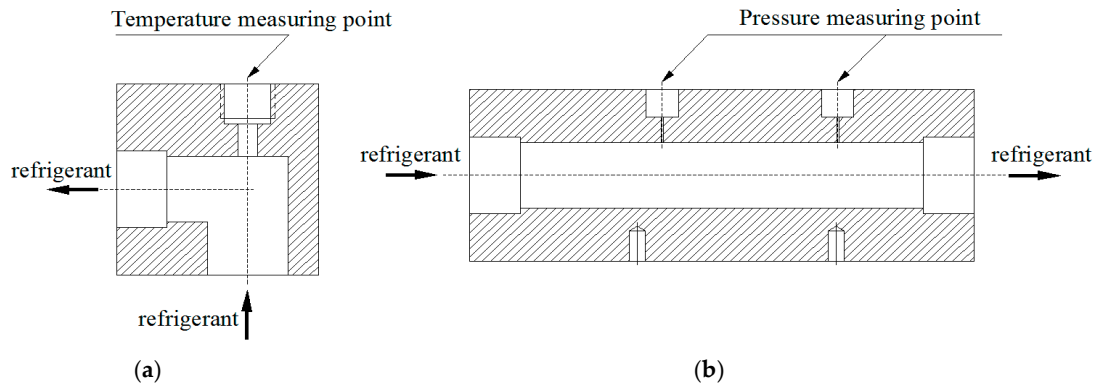 Temperature measuring point
Pressure measuring point
refrigerant
refrigerant
refrigerant
refrigerant
(a)
(b)